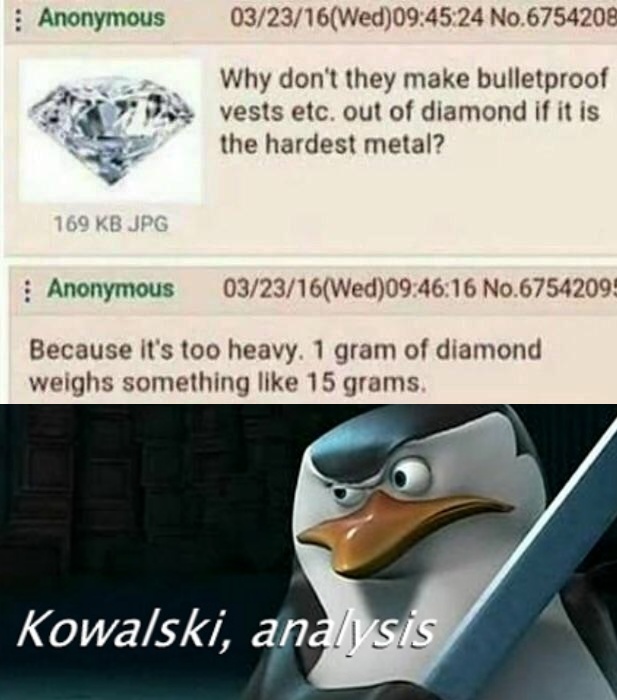 Anonymous 03/23/16(Wed)09:45:24 No.6754208
Why don't they make bulletproof
vests etc. out of diamond if it is
the hardest metal?
169 KB JPG
Anonymous 03/23/16(Wed)09:46:16 No.6754209
Because it's too heavy. 1 gram of diamond
weighs something like 15 grams.
Kowalski, analysis